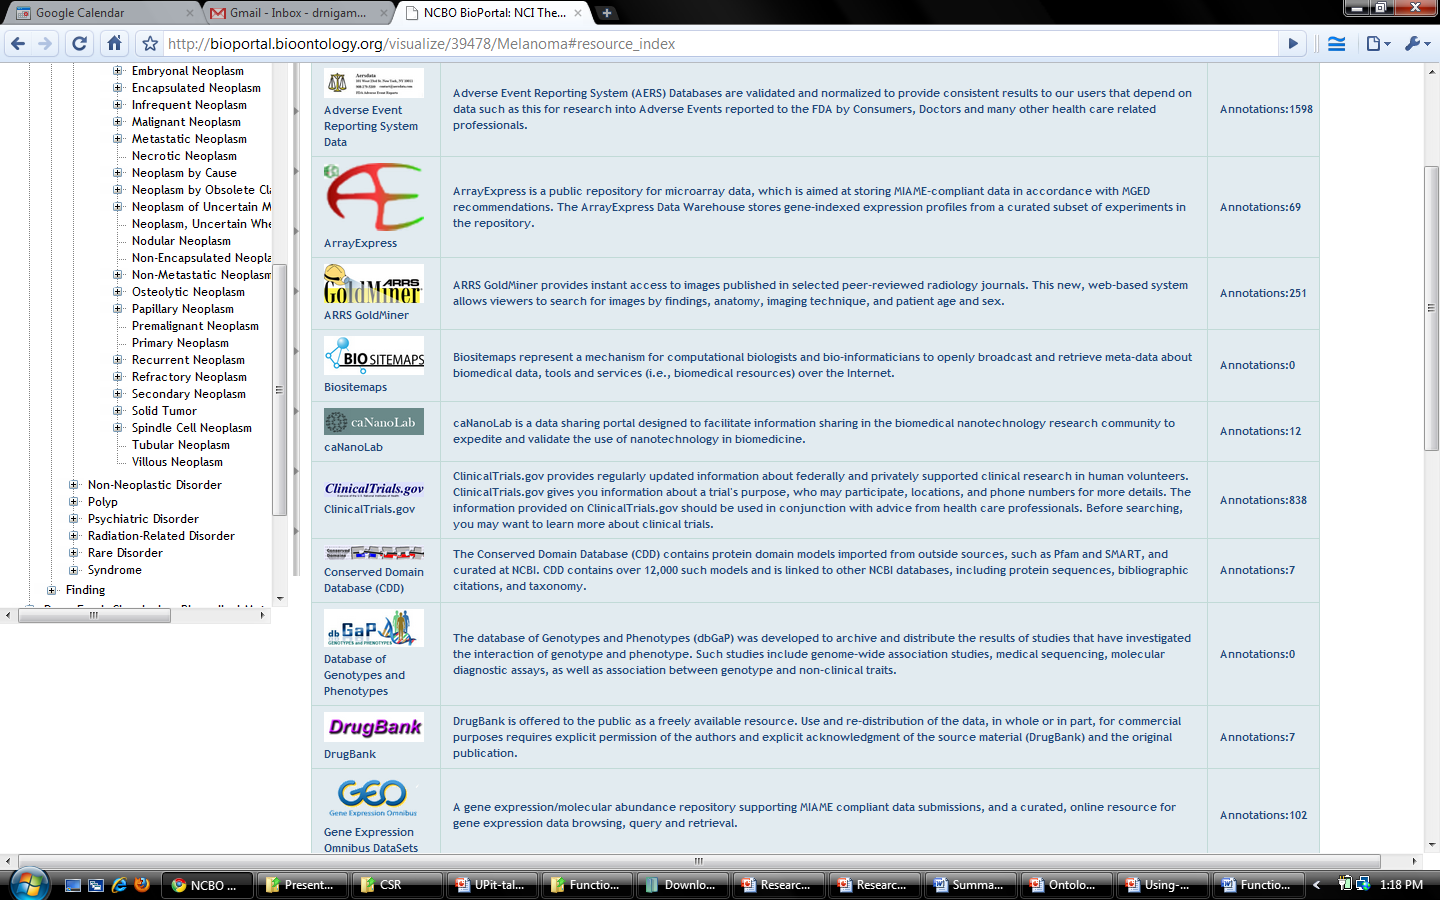 Google Calendar
Gmail - Inbox - drnigam...
NCBO BioPortal: NCI The...
http://bioportal.bioontology.org/visualize/39478/Melanoma#resource_index
Embryonal Neoplasm
Encapsulated Neoplasm
Infrequent Neoplasm
Malignant Neoplasm
Metastatic Neoplasm
Necrotic Neoplasm
Neoplasm by Cause
Neoplasm by Obsolete Cla
Neoplasm of Uncertain M
Neoplasm, Uncertain Whe
Nodular Neoplasm
Non-Encapsulated Neopla
Non-Metastatic Neoplasm
Osteolytic Neoplasm
Papillary Neoplasm
Premalignant Neoplasm
Primary Neoplasm
Recurrent Neoplasm
Refractory Neoplasm
Secondary Neoplasm
Solid Tumor
Spindle Cell Neoplasm
Tubular Neoplasm
Villous Neoplasm
Non-Neoplastic Disorder
Polyp
Psychiatric Disorder
Radiation-Related Disorder
Rare Disorder
Syndrome
Finding
Aersdata
Adverse Event
Reporting System
Data
Adverse Event Reporting System (AERS) Databases are validated and normalized to provide consistent results to our users that depend on
data such as this for research into Adverse Events reported to the FDA by Consumers, Doctors and many other health care related
professionals.
Annotations:1598
AE
ArrayExpress
ArrayExpress is a public repository for microarray data, which is aimed at storing MIAME-compliant data in accordance with MGED
recommendations. The ArrayExpress Data Warehouse stores gene-indexed expression profiles from a curated subset of experiments in
the repository.
Annotations:69
ARRS
GoldMiner
ARRS GoldMiner
ARRS GoldMiner provides instant access to images published in selected peer-reviewed radiology journals. This new, web-based system
allows viewers to search for images by findings, anatomy, imaging technique, and patient age and sex.
Annotations:251
BIOSITEMAPS
Biositemaps
Biositemaps represent a mechanism for computational biologists and bio-informaticians to openly broadcast and retrieve meta-data about
biomedical data, tools and services (i.e., biomedical resources) over the Internet.
Annotations:0
caNanoLab
caNanoLab
caNanoLab is a data sharing portal designed to facilitate information sharing in the biomedical nanotechnology research community to
expedite and validate the use of nanotechnology in biomedicine.
Annotations:12
ClinicalTrials.gov
ClinicalTrials.gov
ClinicalTrials.gov provides regularly updated information about federally and privately supported clinical research in human volunteers.
ClinicalTrials.gov gives you information about a trial's purpose, who may participate, locations, and phone numbers for more details. The
information provided on ClinicalTrials.gov should be used in conjunction with advice from health care professionals. Before searching,
you may want to learn more about clinical trials.
Annotations:838
Conserved Domain
Database (CDD)
The Conserved Domain Database (CDD) contains protein domain models imported from outside sources, such as Pfam and SMART, and
curated at NCBI. CDD contains over 12,000 such models and is linked to other NCBI databases, including protein sequences, bibliographic
citations, and taxonomy.
Annotations:7
dbGaP
GENOTYPES and PHENOTYPES
Database of
Genotypes and
Phenotypes
The database of Genotypes and Phenotypes (dbGaP) was developed to archive and distribute the results of studies that have investigated
the interaction of genotype and phenotype. Such studies include genome-wide association studies, medical sequencing, molecular
diagnostic assays, as well as association between genotype and non-clinical traits.
Annotations:0
DrugBank
DrugBank
DrugBank is offered to the public as a freely available resource. Use and re-distribution of the data, in whole or in part, for commercial
purposes requires explicit permission of the authors and explicit acknowledgment of the source material (DrugBank) and the original
publication.
Annotations:7
GEO
Gene Expression Omnibus
Gene Expression
Omnibus DataSets
A gene expression/molecular abundance repository supporting MIAME compliant data submissions, and a curated, online resource for
gene expression data browsing, query and retrieval.
Annotations:102
NCBO ...
Present...
CSR
UPit-tal...
Functio...
Downlo...
Researc...
Researc...
Summa...
Ontolo...
Using-...
Functio...
1:18 PM